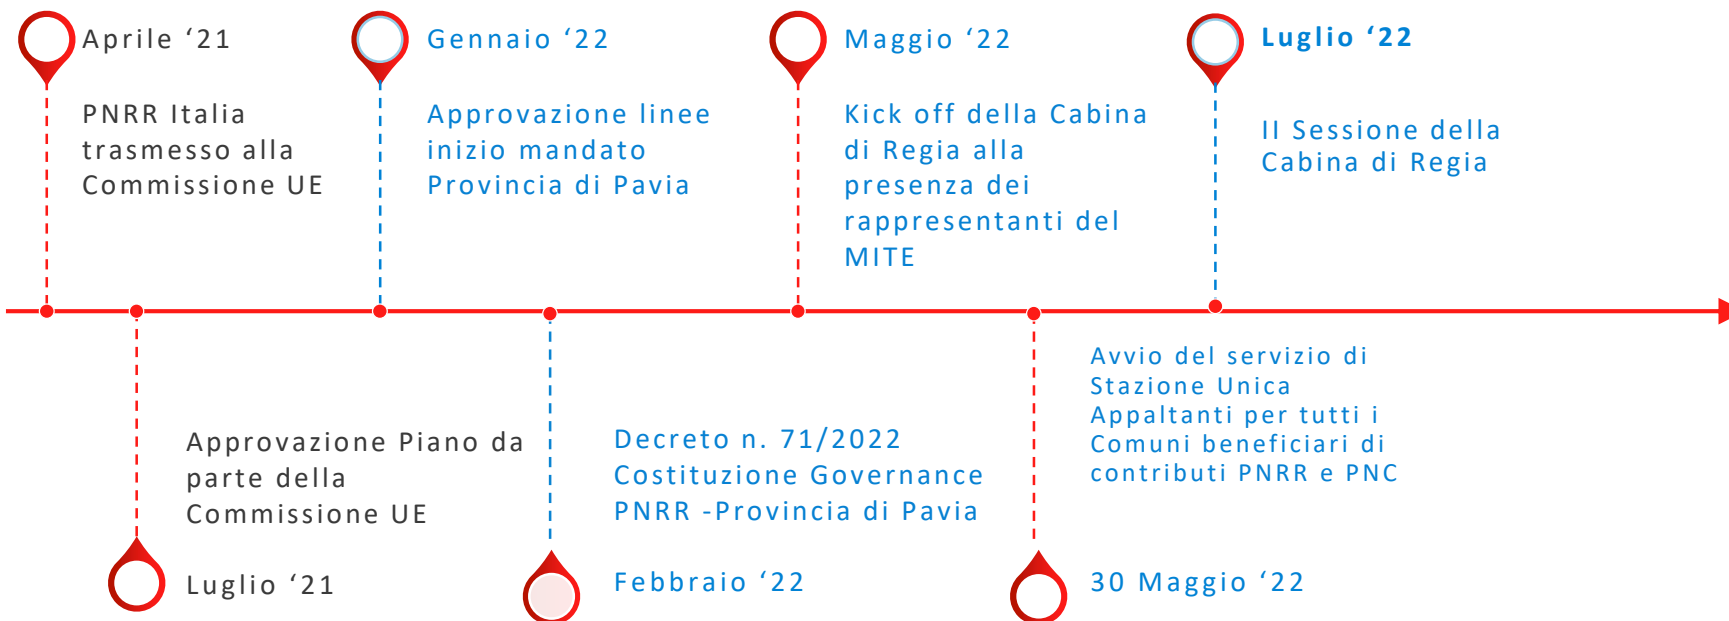 Aprile ‘21
PNRR Italia
trasmesso alla
Commissione UE
Gennaio ‘22
Approvazione linee
inizio mandato
Provincia di Pavia
Maggio ‘22
Kick off della Cabina
di Regia alla
presenza dei
rappresentanti del
MITE
Luglio ‘22
II Sessione della
Cabina di Regia
Approvazione Piano da
parte della
Commissione UE
Luglio ‘21
Decreto n. 71/2022
Costituzione Governance
PNRR -Provincia di Pavia
Febbraio ‘22
Avvio del servizio di
Stazione Unica
Appaltanti per tutti i
Comuni beneficiari di
contributi PNRR e PNC
30 Maggio ‘22